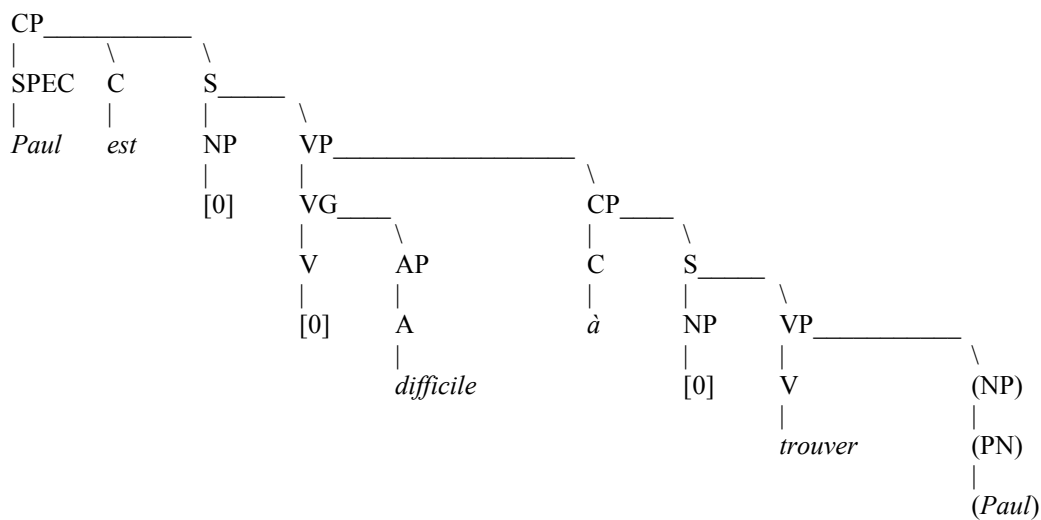 CP
SPEC C S
Paul est NP VP
[0] VG CP
V AP C S
[0] A à NP VP
difficile [0] V (NP)
trouver (PN)
(Paul)